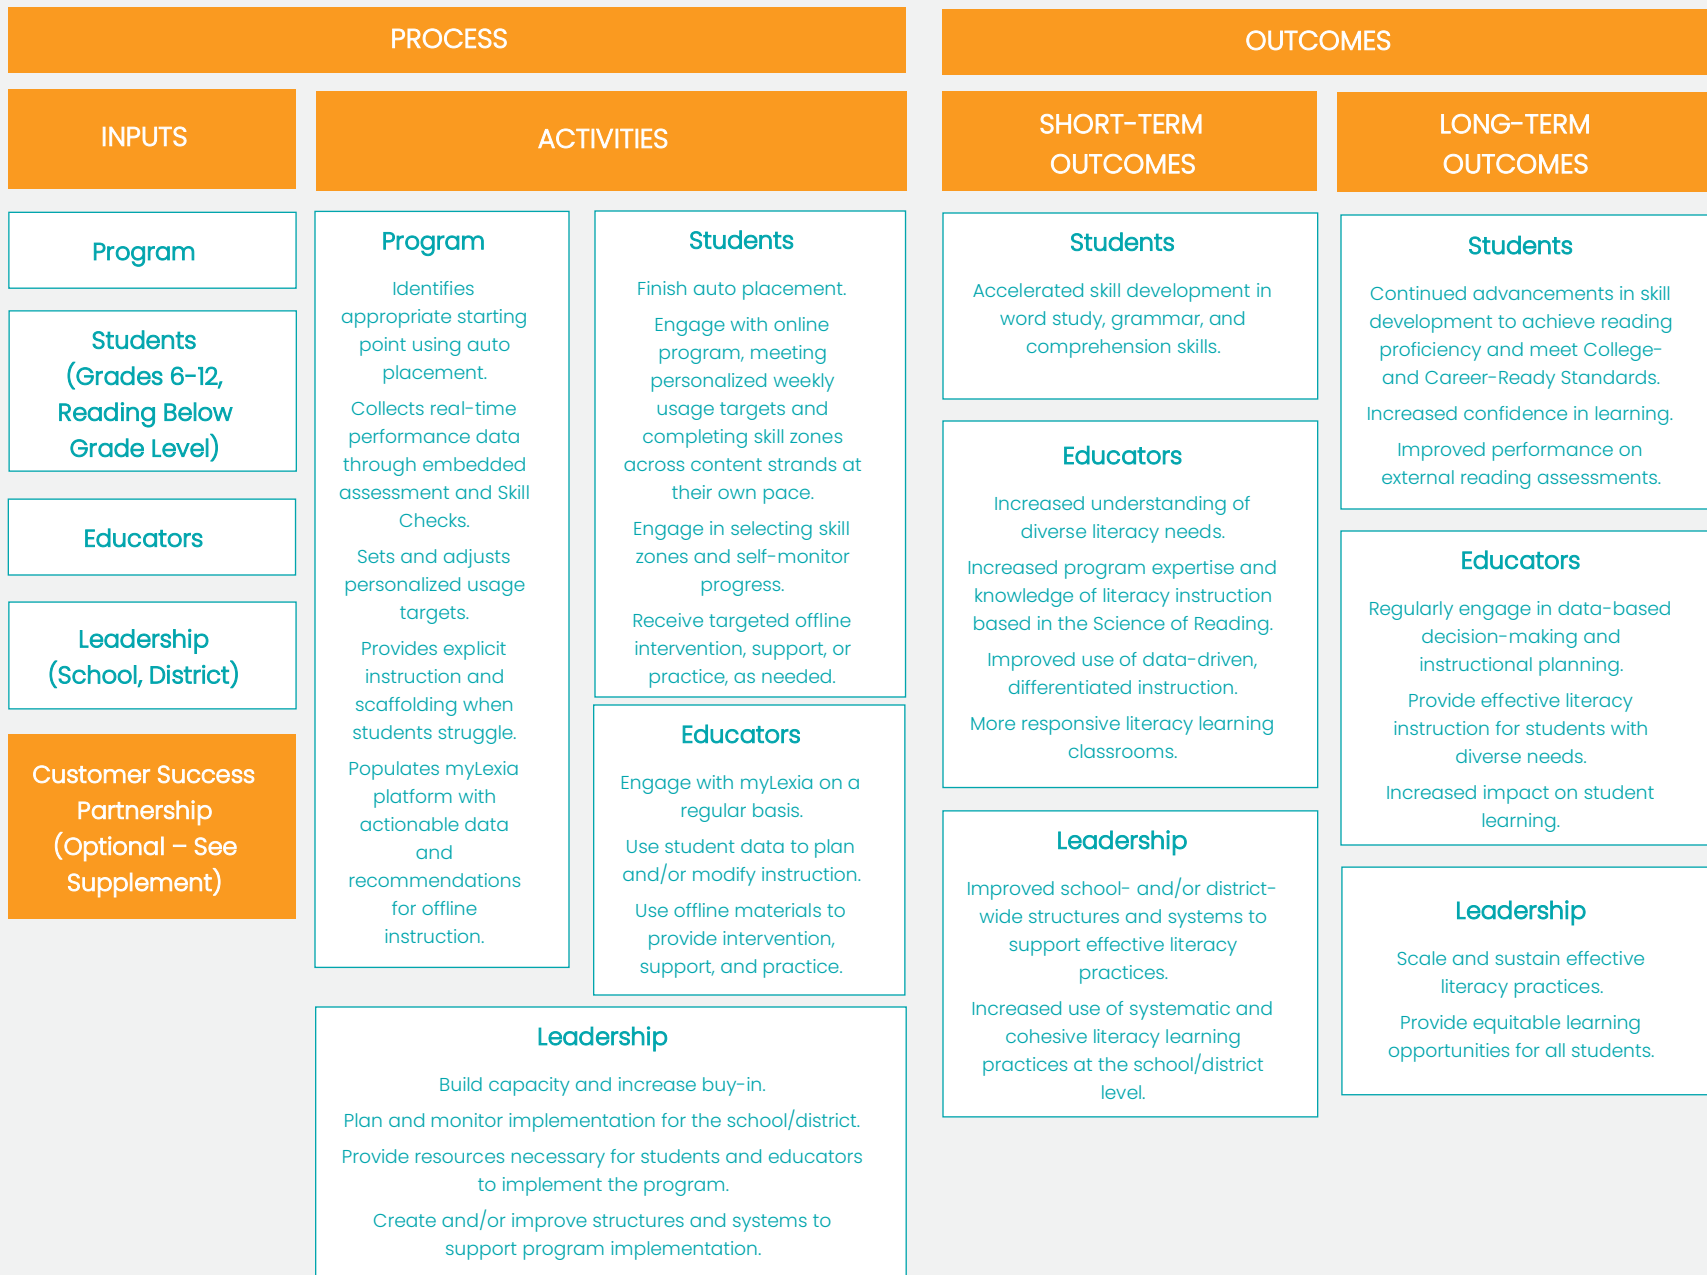 PROCESS
OUTCOMES
INPUTS
ACTIVITIES
SHORT-TERM
OUTCOMES
LONG-TERM
OUTCOMES
Program
Students
(Grades 6-12,
Reading Below
Grade Level)
Educators
Leadership
(School, District)
Customer Success
Partnership
(Optional – See
Supplement)
Program
Identifies
appropriate starting
point using auto
placement.
Collects real-time
performance data
through embedded
assessment and Skill
Checks.
Sets and adjusts
personalized usage
targets.
Provides explicit
instruction and
scaffolding when
students struggle.
Populates myLexia
platform with
actionable data
and
recommendations
for offline
instruction.
Students
Finish auto placement.
Engage with online
program, meeting
personalized weekly
usage targets and
completing skill zones
across content strands at
their own pace.
Engage in selecting skill
zones and self-monitor
progress.
Receive targeted offline
intervention, support, or
practice, as needed.
Educators
Engage with myLexia on a
regular basis.
Use student data to plan
and/or modify instruction.
Use offline materials to
provide intervention,
support, and practice.
Leadership
Build capacity and increase buy-in.
Plan and monitor implementation for the school/district.
Provide resources necessary for students and educators
to implement the program.
Create and/or improve structures and systems to
support program implementation.
Students
Accelerated skill development in
word study, grammar, and
comprehension skills.
Educators
Increased understanding of
diverse literacy needs.
Increased program expertise and
knowledge of literacy instruction
based in the Science of Reading.
Improved use of data-driven,
differentiated instruction.
More responsive literacy learning
classrooms.
Leadership
Improved school- and/or district-
wide structures and systems to
support effective literacy
practices.
Increased use of systematic and
cohesive literacy learning
practices at the school/district
level.
Students
Continued advancements in skill
development to achieve reading
proficiency and meet College-
and Career-Ready Standards.
Increased confidence in learning.
Improved performance on
external reading assessments.
Educators
Regularly engage in data-based
decision-making and
instructional planning.
Provide effective literacy
instruction for students with
diverse needs.
Increased impact on student
learning.
Leadership
Scale and sustain effective
literacy practices.
Provide equitable learning
opportunities for all students.